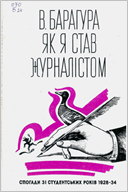 В БАРАГУРА
ЯК Я СТАВ
ЖУРНАЛІСТОМ
СПОГАДИ ЗІ СТУДЕНТСЬКИХ РОКІВ 1928-34